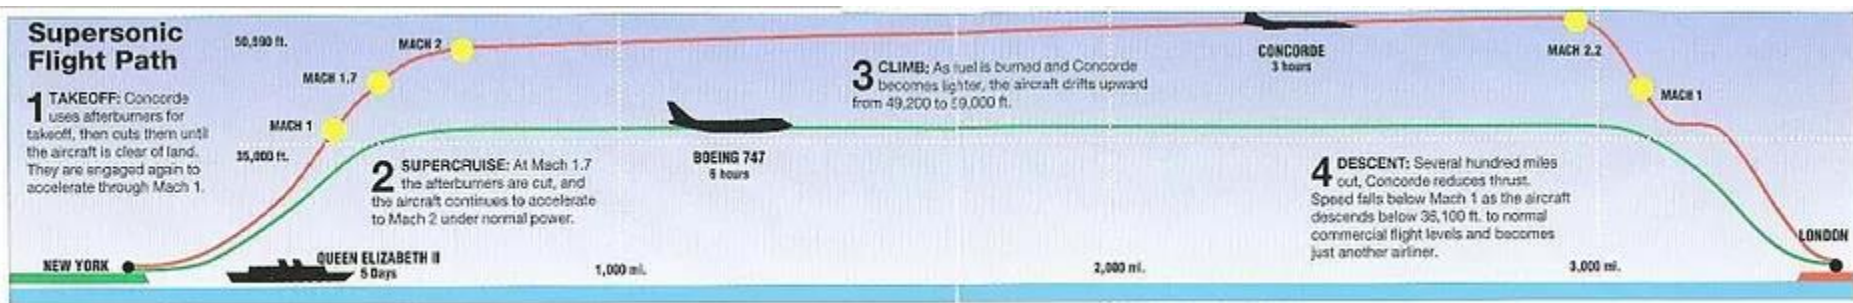 Supersonic
Flight Path
1 TAKEOFF: Concorde
uses afterburners for
takeoff, then cuts them until
the aircraft is clear of land.
They are engaged again to
accelerate through Mach 1.
50,590 ft.
35,000 ft.
MACH 1
MACH 1.7
MACH 2
2 SUPERCRUISE: At Mach 1.7
the afterburners are cut, and
the aircraft continues to accelerate
to Mach 2 under normal power.
BOEING 747
6 hours
3 CLIMB: As fuel is burned and Concorde
becomes lighter, the aircraft drifts upward
from 49,200 to 59,000 ft.
CONCORDE
3 hours
MACH 2.2
MACH 1
4 DESCENT: Several hundred miles
out, Concorde reduces thrust.
Speed falls below Mach 1 as the aircraft
descends below 36,100 ft. to normal
commercial flight levels and becomes
just another airliner.
NEW YORK
QUEEN ELIZABETH II
5 Days
1,000 mi.
2,000 mi.
3,000 mi.
LONDON